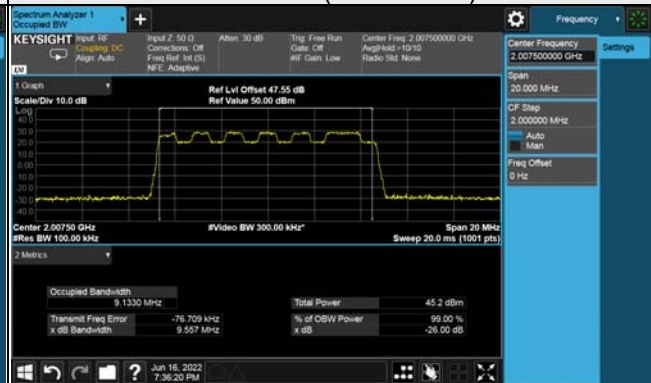 Spectrum Analyzer 1
Occupied BW
Frequency
KEYSIGHT
Input: RF
Coupling: DC
Align: Auto
Input Z: 50 Ω
Corrections: Off
Freq Ref: Int (S)
NFE: Adaptive
Atten: 30 dB
Trig: Free Run
Gate: Off
#IF Gain: Low
Center Freq: 2.007500000 GHz
Avg|Hold:>10/10
Radio Std: None
Center Frequency
2.007500000 GHz
Settings
Span
20.000 MHz
CF Step
2.000000 MHz
Auto
Man
Freq Offset
0 Hz
1 Graph
Scale/Div 10.0 dB
Ref Lvl Offset 47.55 dB
Ref Value 50.00 dBm
Log
40.0
30.0
20.0
10.0
0.00
-10.0
-20.0
-30.0
-40.0
Center 2.00750 GHz
#Res BW 100.00 kHz
#Video BW 300.00 kHz*
Span 20 MHz
Sweep 20.0 ms (1001 pts)
2 Metrics
Occupied Bandwidth
9.1330 MHz
Total Power 45.2 dBm
Transmit Freq Error -76.709 kHz
% of OBW Power 99.00 %
x dB Bandwidth 9.557 MHz
x dB -26.00 dB
?
Jun 16, 2022
7:36:20 PM